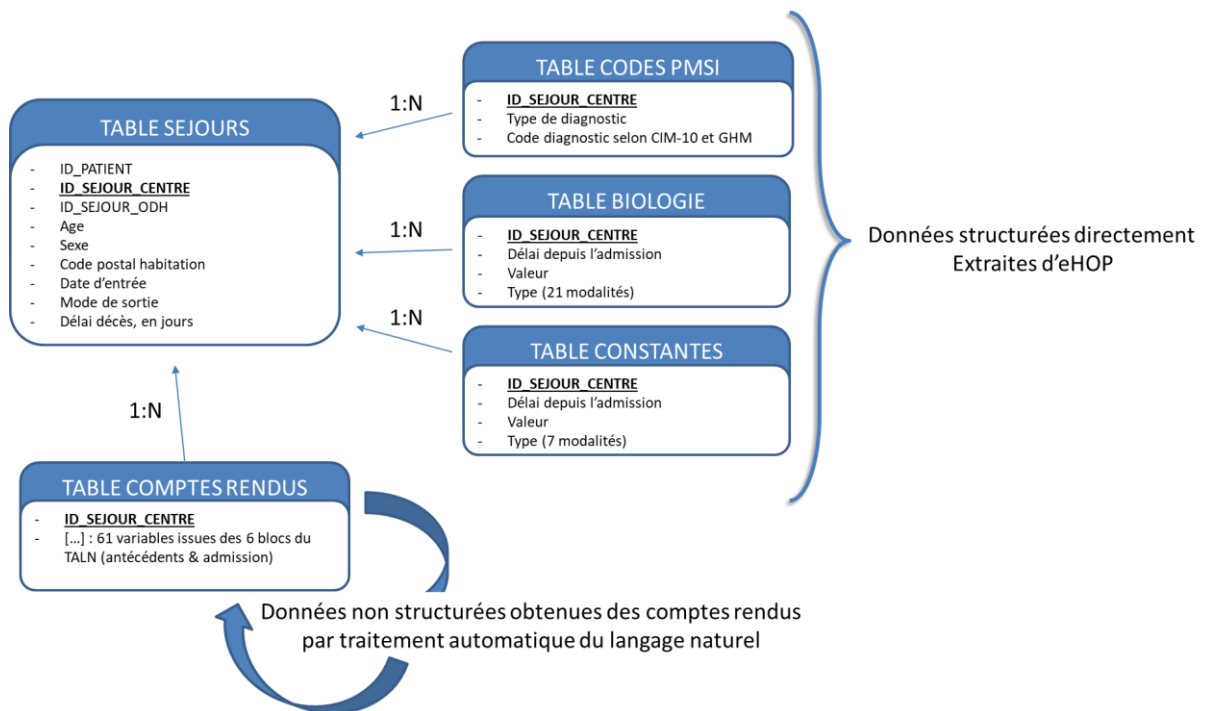 TABLE CODES PMSI
- ID_SEJOUR_CENTRE
- Type de diagnostic
- Code diagnostic selon CIM-10 et GHM
1:N
TABLE SEJOURS
- ID_PATIENT
- ID_SEJOUR_CENTRE
- ID_SEJOUR_ODH
- Age
- Sexe
- Code postal habitation
- Date d'entrée
- Mode de sortie
- Délai décès, en jours
1:N
TABLE BIOLOGIE
- ID_SEJOUR_CENTRE
- Délai depuis l'admission
- Valeur
- Type (21 modalités)
Données structurées directement
Extraites d'eHOP
1:N
TABLE CONSTANTES
- ID_SEJOUR_CENTRE
- Délai depuis l'admission
- Valeur
- Type (7 modalités)
1:N
TABLE COMPTES RENDUS
- ID_SEJOUR_CENTRE
- […] : 61 variables issues des 6 blocs du
TALN (antécédents & admission)
Données non structurées obtenues des comptes rendus
par traitement automatique du langage naturel